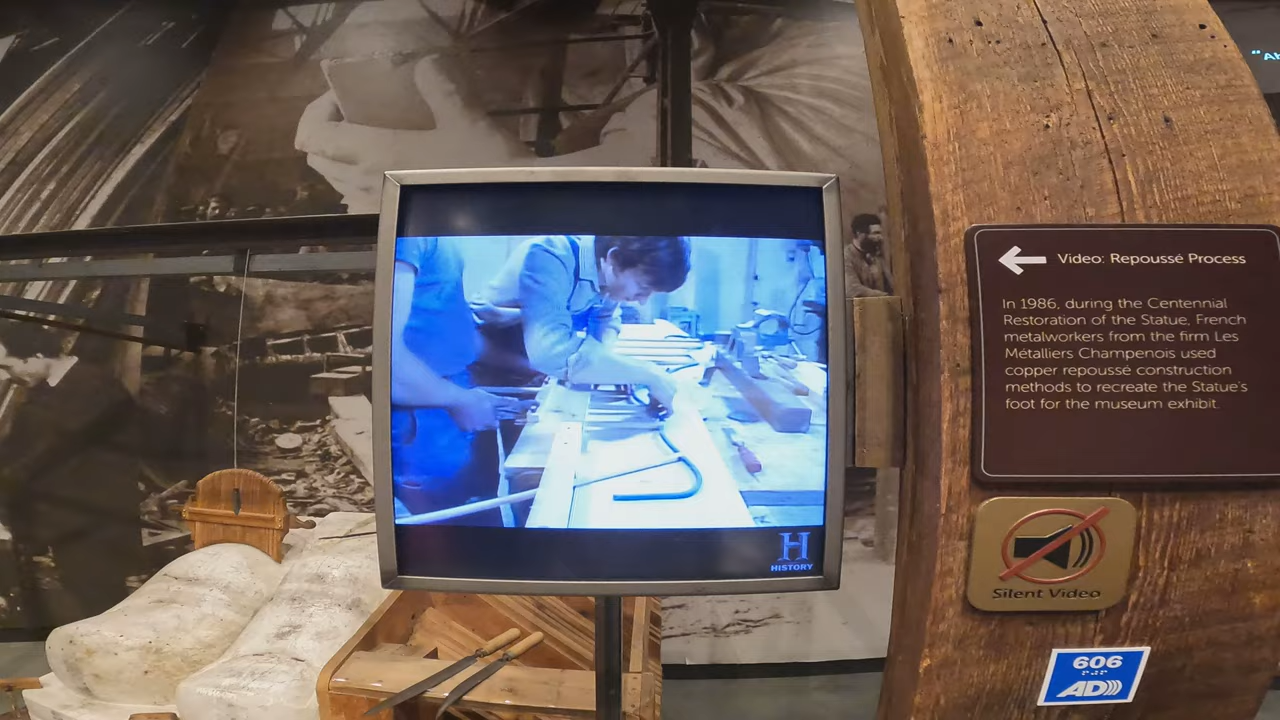 "Ab
Video: Repoussé Process
In 1986, during the Centennial
Restoration of the Statue, French
metalworkers from the firm Les
Métalliers Champenois used
copper repoussé construction
methods to recreate the Statue's
foot for the museum exhibit.
H
HISTORY
Silent Video
606
AD